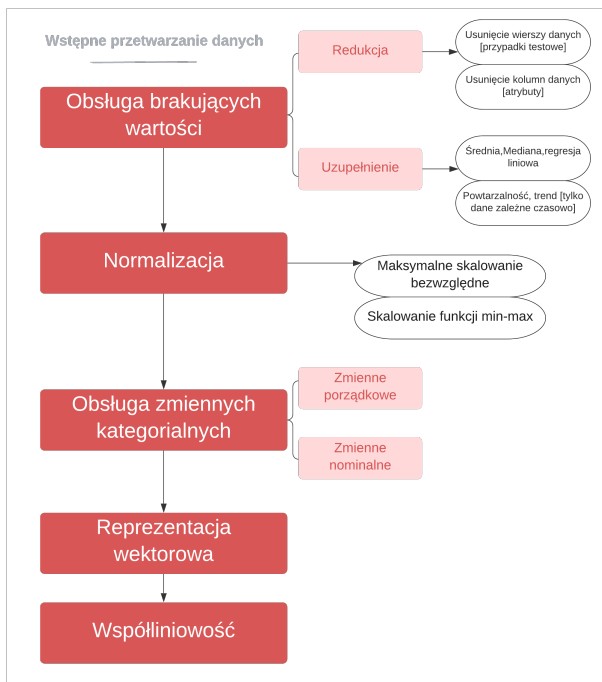 Wstępne przetwarzanie danych
Redukcja
Usunięcie wierszy danych
[przypadki testowe]
Usunięcie kolumn danych
[atrybuty]
Obsługa brakujących
wartości
Uzupełnienie
Średnia,Mediana,regresja
liniowa
Powtarzalność, trend [tylko
dane zależne czasowo]
Normalizacja
Maksymalne skalowanie
bezwzględne
Skalowanie funkcji min-max
Obsługa zmiennych
kategorialnych
Zmienne
porządkowe
Zmienne
nominalne
Reprezentacja
wektorowa
Współliniowość